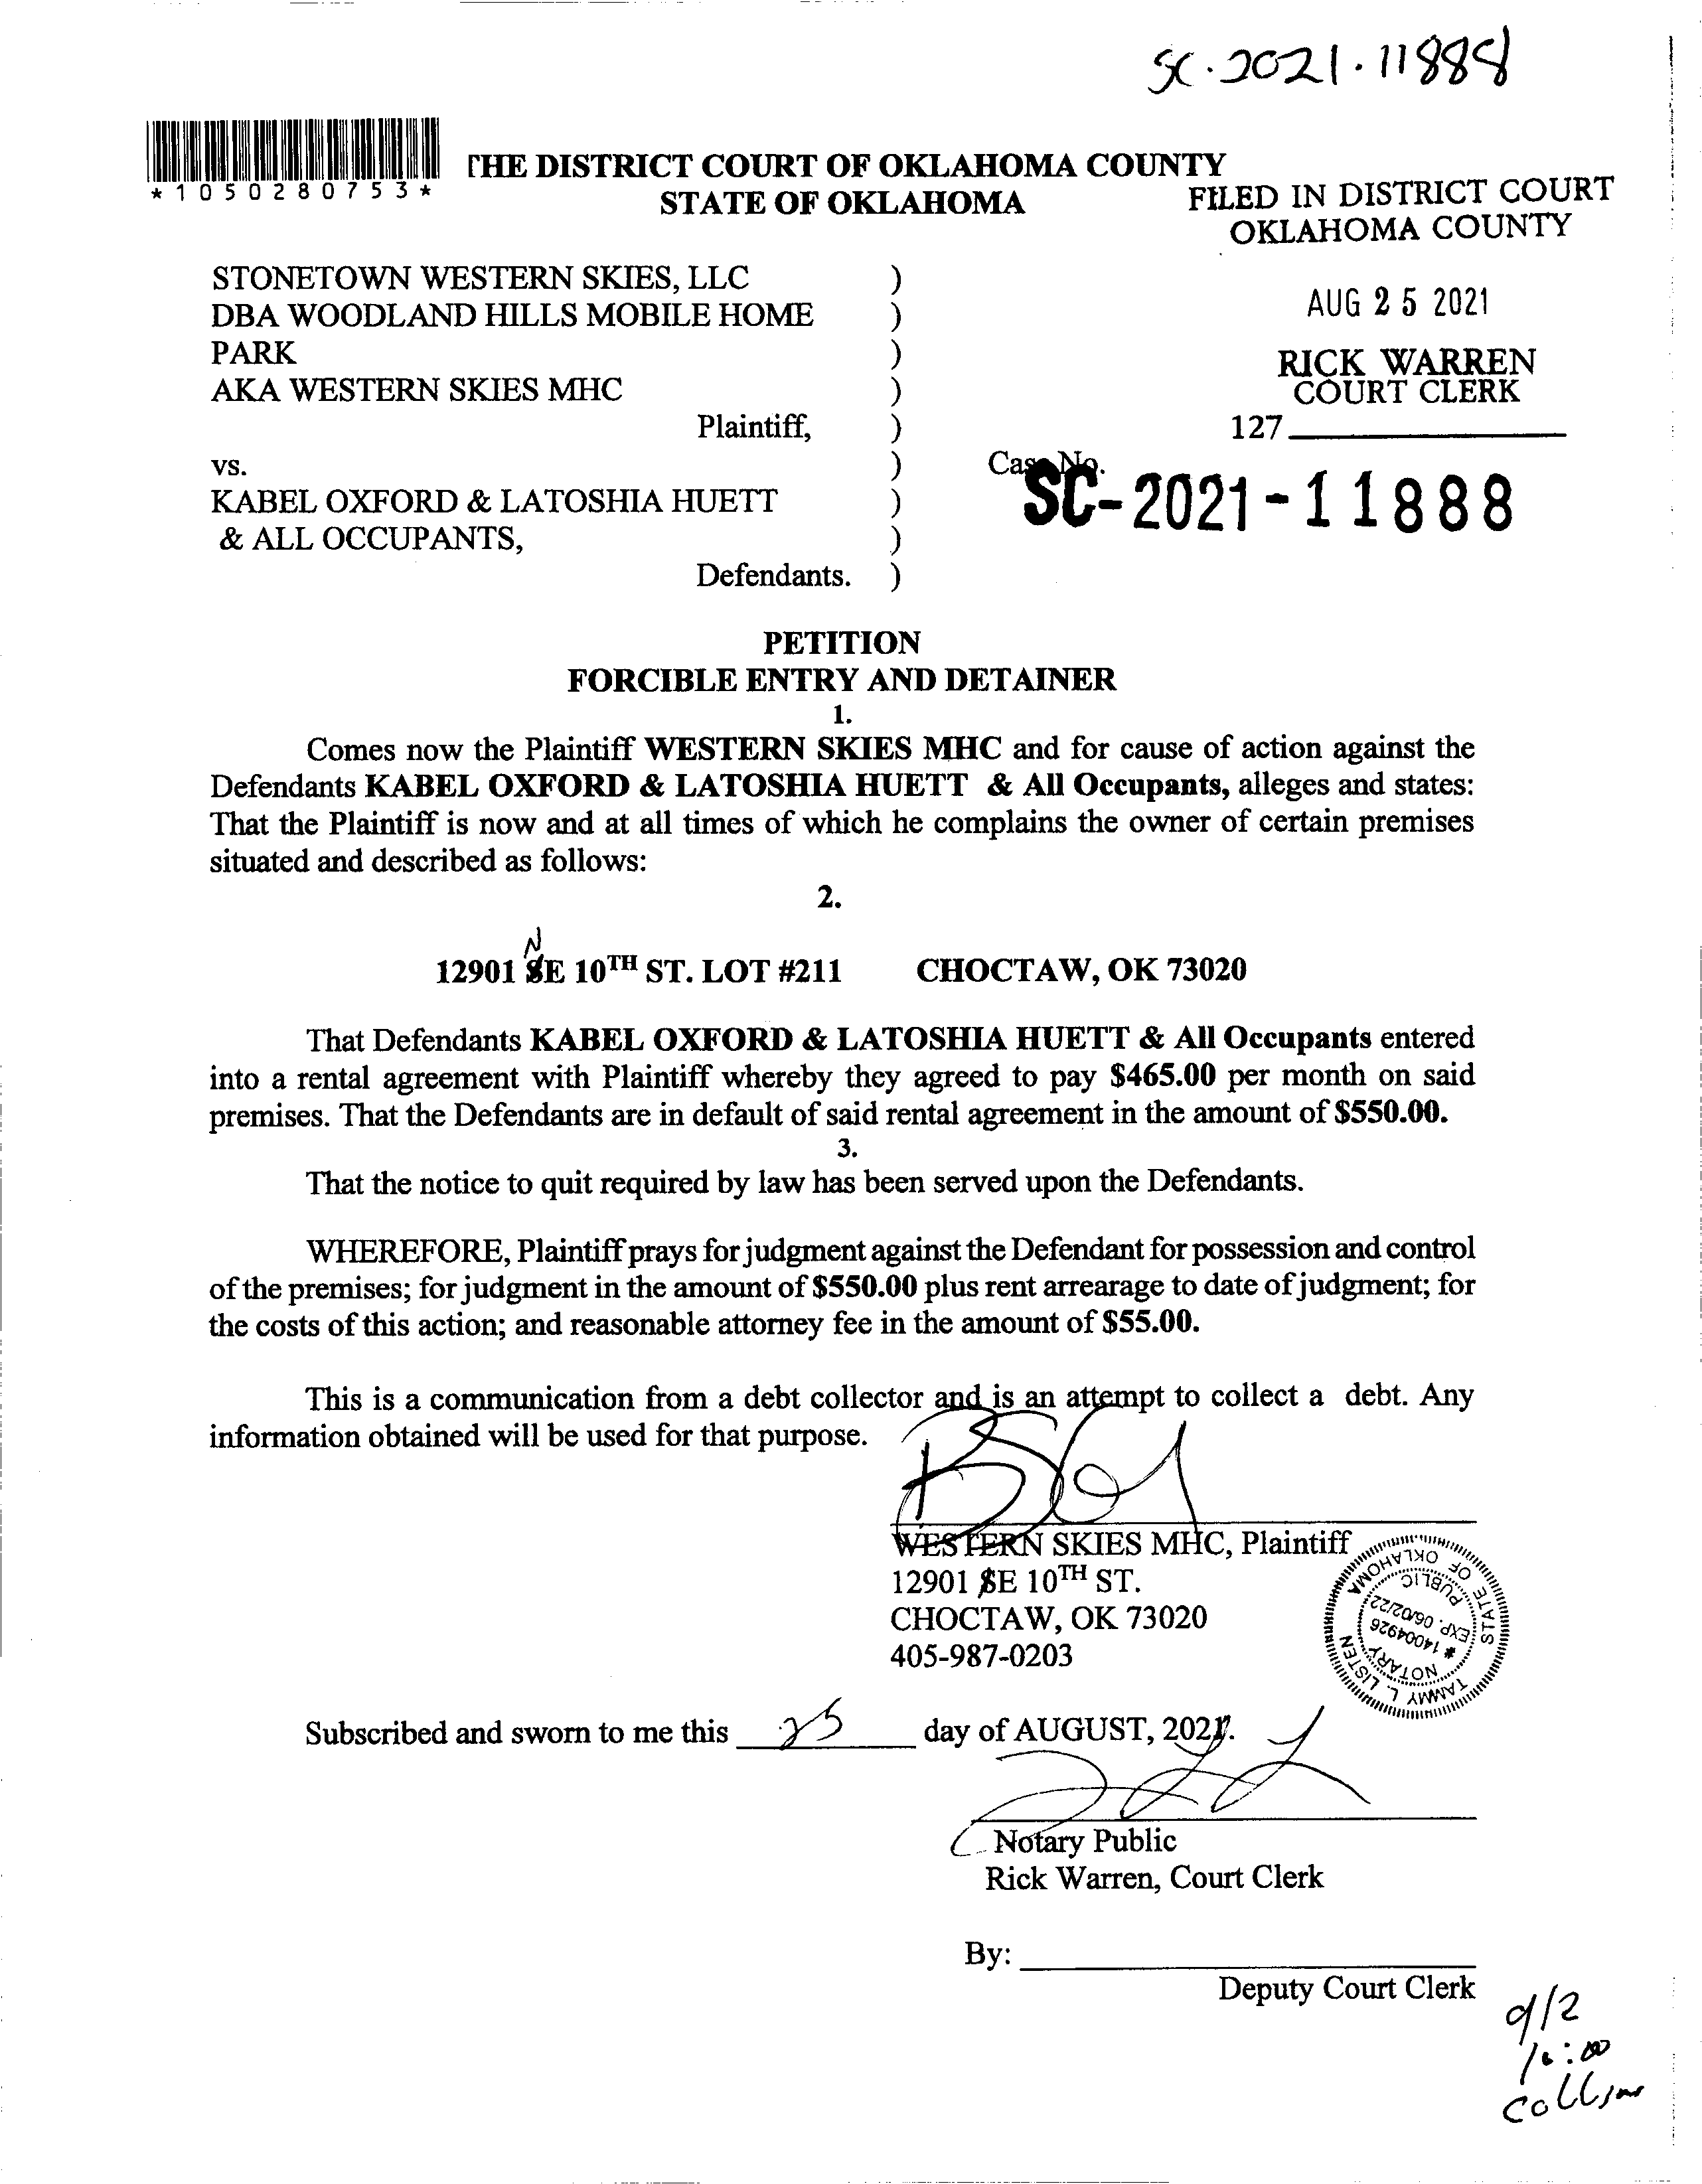 SC.2021.11888
*1050280753*
THE DISTRICT COURT OF OKLAHOMA COUNTY
STATE OF OKLAHOMA
FILED IN DISTRICT COURT
OKLAHOMA COUNTY
STONETOWN WESTERN SKIES, LLC )
DBA WOODLAND HILLS MOBILE HOME )
PARK )
AKA WESTERN SKIES MHC )
Plaintiff, )
vs. )
KABEL OXFORD & LATOSHIA HUETT )
& ALL OCCUPANTS, )
Defendants. )
AUG 25 2021
RICK WARREN
COURT CLERK
127
Case No.
SC-2021-11888
PETITION
FORCIBLE ENTRY AND DETAINER
1.
Comes now the Plaintiff WESTERN SKIES MHC and for cause of action against the
Defendants KABEL OXFORD & LATOSHIA HUETT & All Occupants, alleges and states:
That the Plaintiff is now and at all times of which he complains the owner of certain premises
situated and described as follows:
2.
N
12901 SE 10TH ST. LOT #211 CHOCTAW, OK 73020
That Defendants KABEL OXFORD & LATOSHIA HUETT & All Occupants entered
into a rental agreement with Plaintiff whereby they agreed to pay $465.00 per month on said
premises. That the Defendants are in default of said rental agreement in the amount of $550.00.
3.
That the notice to quit required by law has been served upon the Defendants.
WHEREFORE, Plaintiff prays for judgment against the Defendant for possession and control
of the premises; for judgment in the amount of $550.00 plus rent arrearage to date of judgment; for
the costs of this action; and reasonable attorney fee in the amount of $55.00.
This is a communication from a debt collector and is an attempt to collect a debt. Any
information obtained will be used for that purpose.
WESTERN SKIES MHC, Plaintiff
12901 SE 10TH ST.
CHOCTAW, OK 73020
405-987-0203
TAMMY L. LISTEN
STATE OF OKLAHOMA
NOTARY PUBLIC
# 14004926
EXP. 06/02/22
Subscribed and sworn to me this 25 day of AUGUST, 2021.
Notary Public
Rick Warren, Court Clerk
By:
Deputy Court Clerk
9/2
:00
Collins